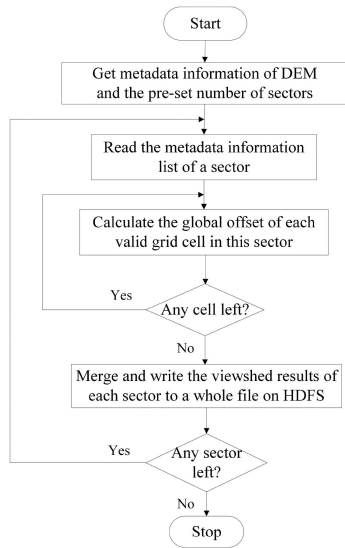 Start
Get metadata information of DEM
and the pre-set number of sectors
Read the metadata information
list of a sector
Calculate the global offset of each
valid grid cell in this sector
Yes
Any cell left?
No
Merge and write the viewshed results of
each sector to a whole file on HDFS
Yes
Any sector
left?
No
Stop